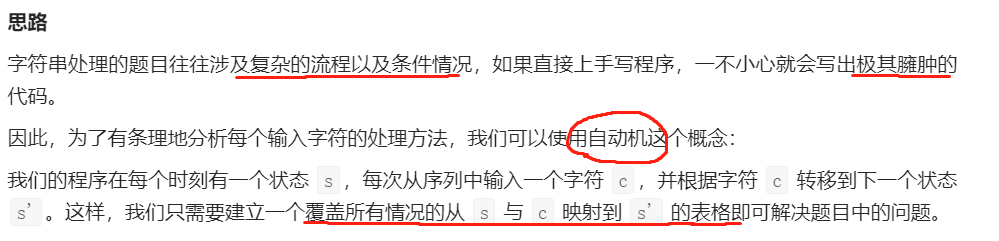 思路
字符串处理的题目往往涉及复杂的流程以及条件情况，如果直接上手写程序，一不小心就会写出极其臃肿的
代码。
因此，为了有条理地分析每个输入字符的处理方法，我们可以使用自动机这个概念：
我们的程序在每个时刻有一个状态 s，每次从序列中输入一个字符 c，并根据字符 c 转移到下一个状态
s'。这样，我们只需要建立一个覆盖所有情况的从 s 与 c 映射到 s' 的表格即可解决题目中的问题。